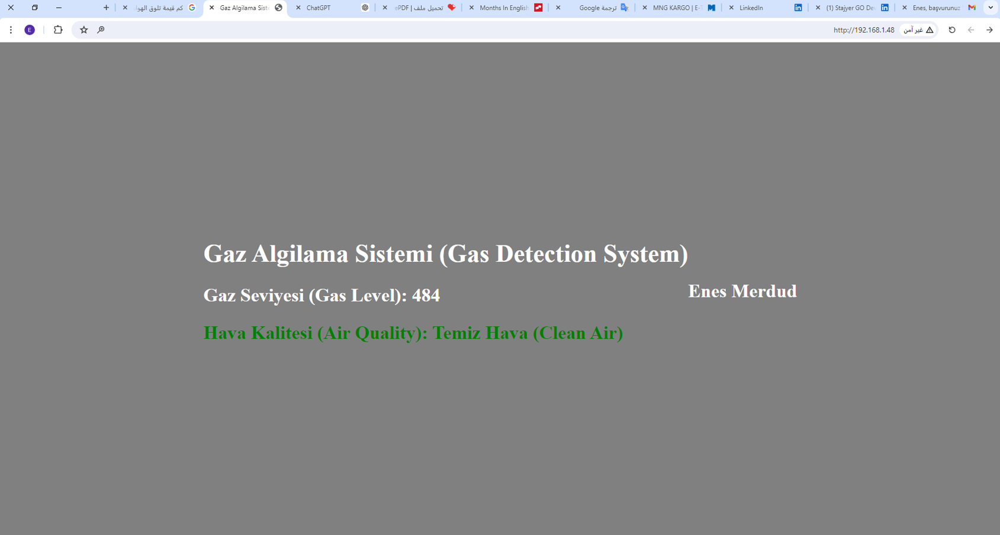 كم قيمة تلوق الهوا
Gaz Algilama Siste
ChatGPT
ePDF | تحميل ملف
Months In English
ترجمة Google
MNG KARGO | E-T
LinkedIn
(1) Stajyer GO Dev
Enes, başvurunuz
E
http://192.168.1.48
غير آمن
Gaz Algilama Sistemi (Gas Detection System)
Gaz Seviyesi (Gas Level): 484
Enes Merdud
Hava Kalitesi (Air Quality): Temiz Hava (Clean Air)